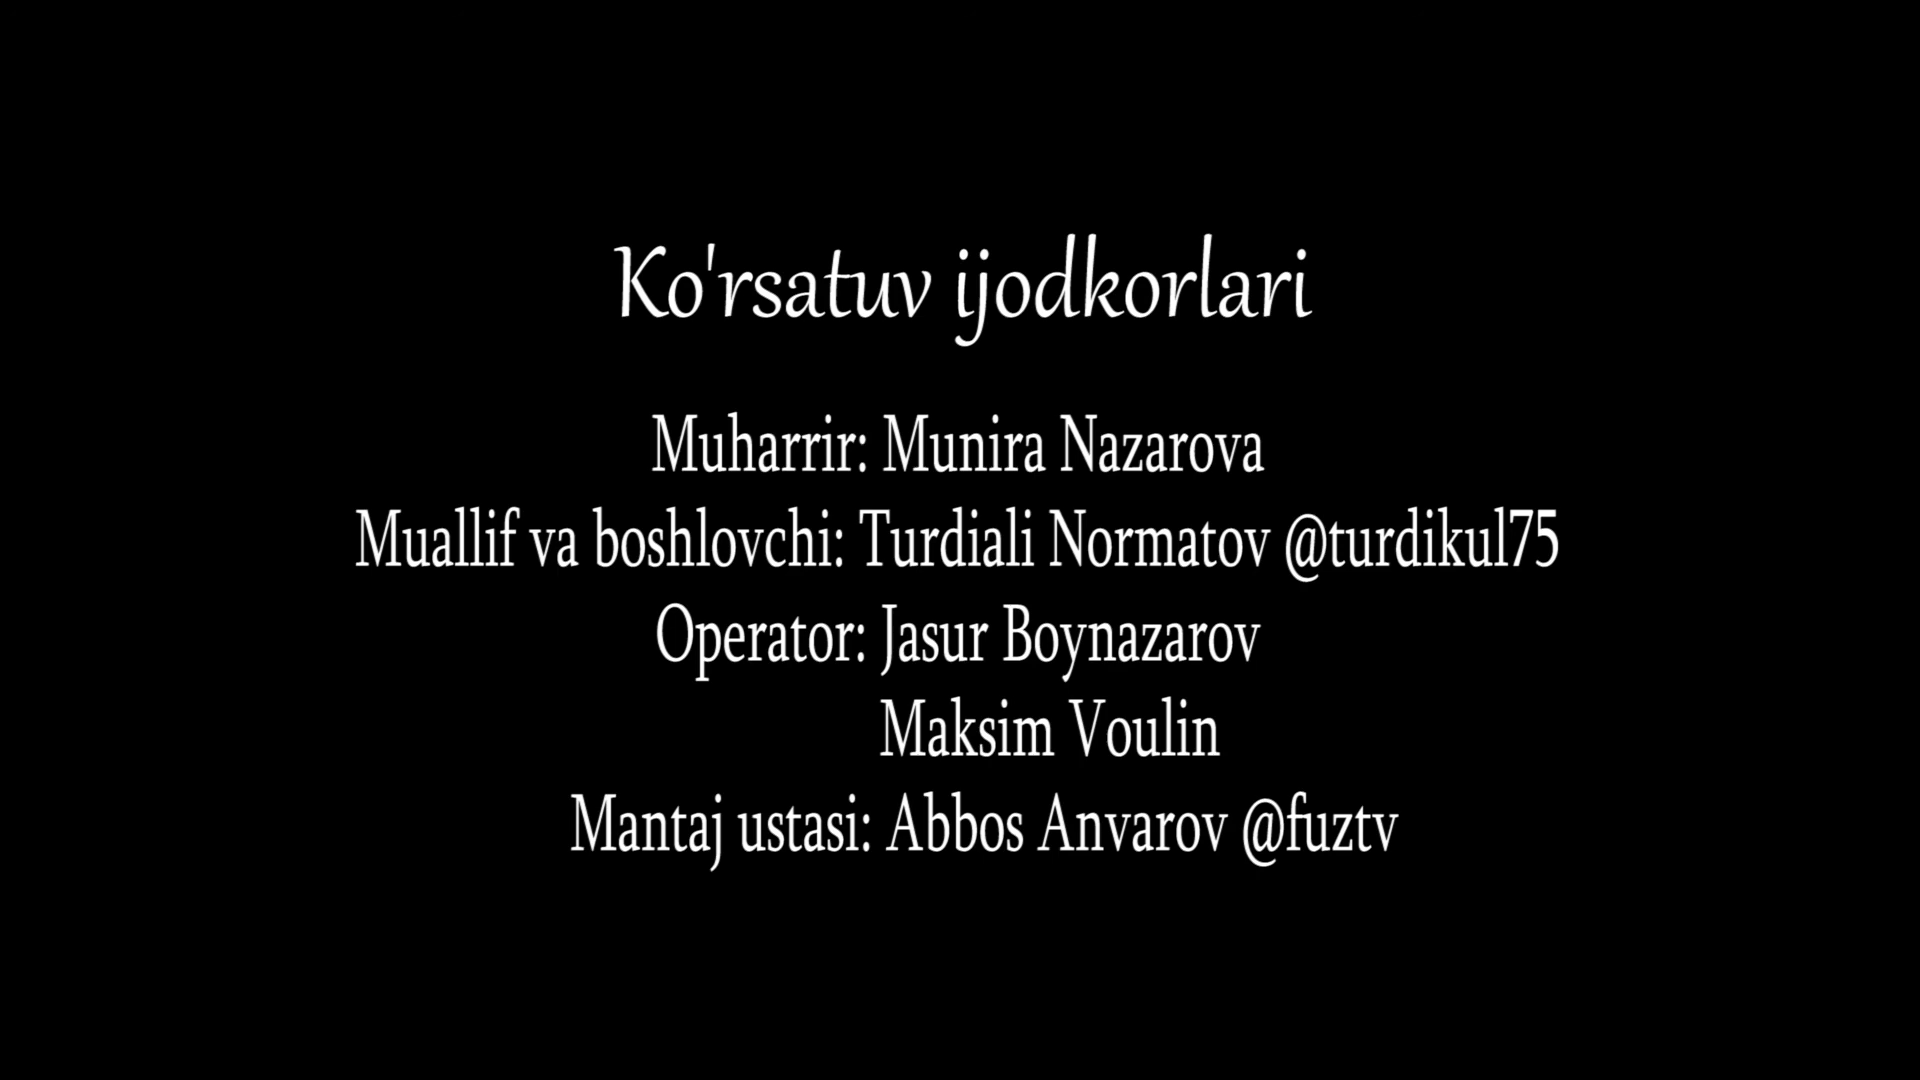 Ko'rsatuv ijodkorlari
Muharrir: Munira Nazarova
Muallif va boshlovchi: Turdiali Normatov @turdikul75
Operator: Jasur Boynazarov
Maksim Voulin
Mantaj ustasi: Abbos Anvarov @fuztv